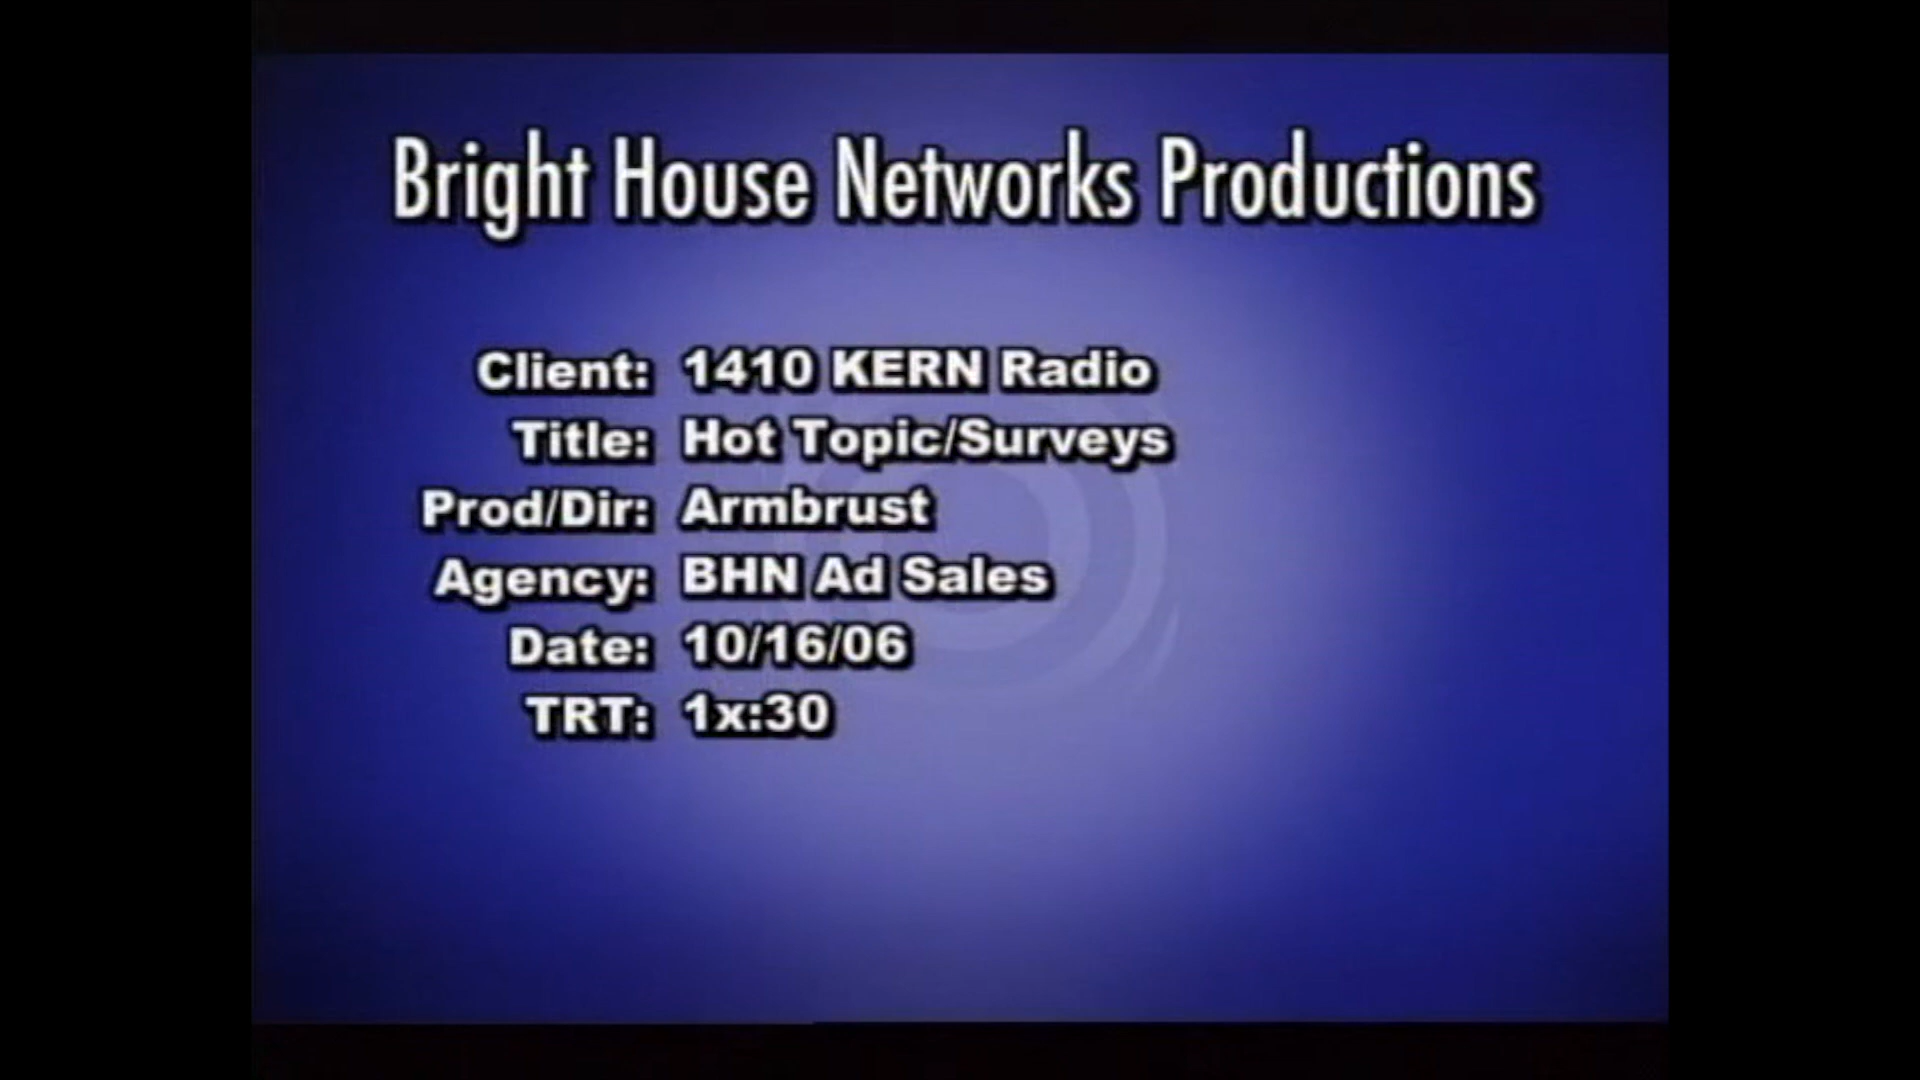 Bright House Networks Productions
Client: 1410 KERN Radio
Title: Hot Topic/Surveys
Prod/Dir: Armbrust
Agency: BHN Ad Sales
Date: 10/16/06
TRT: 1x:30